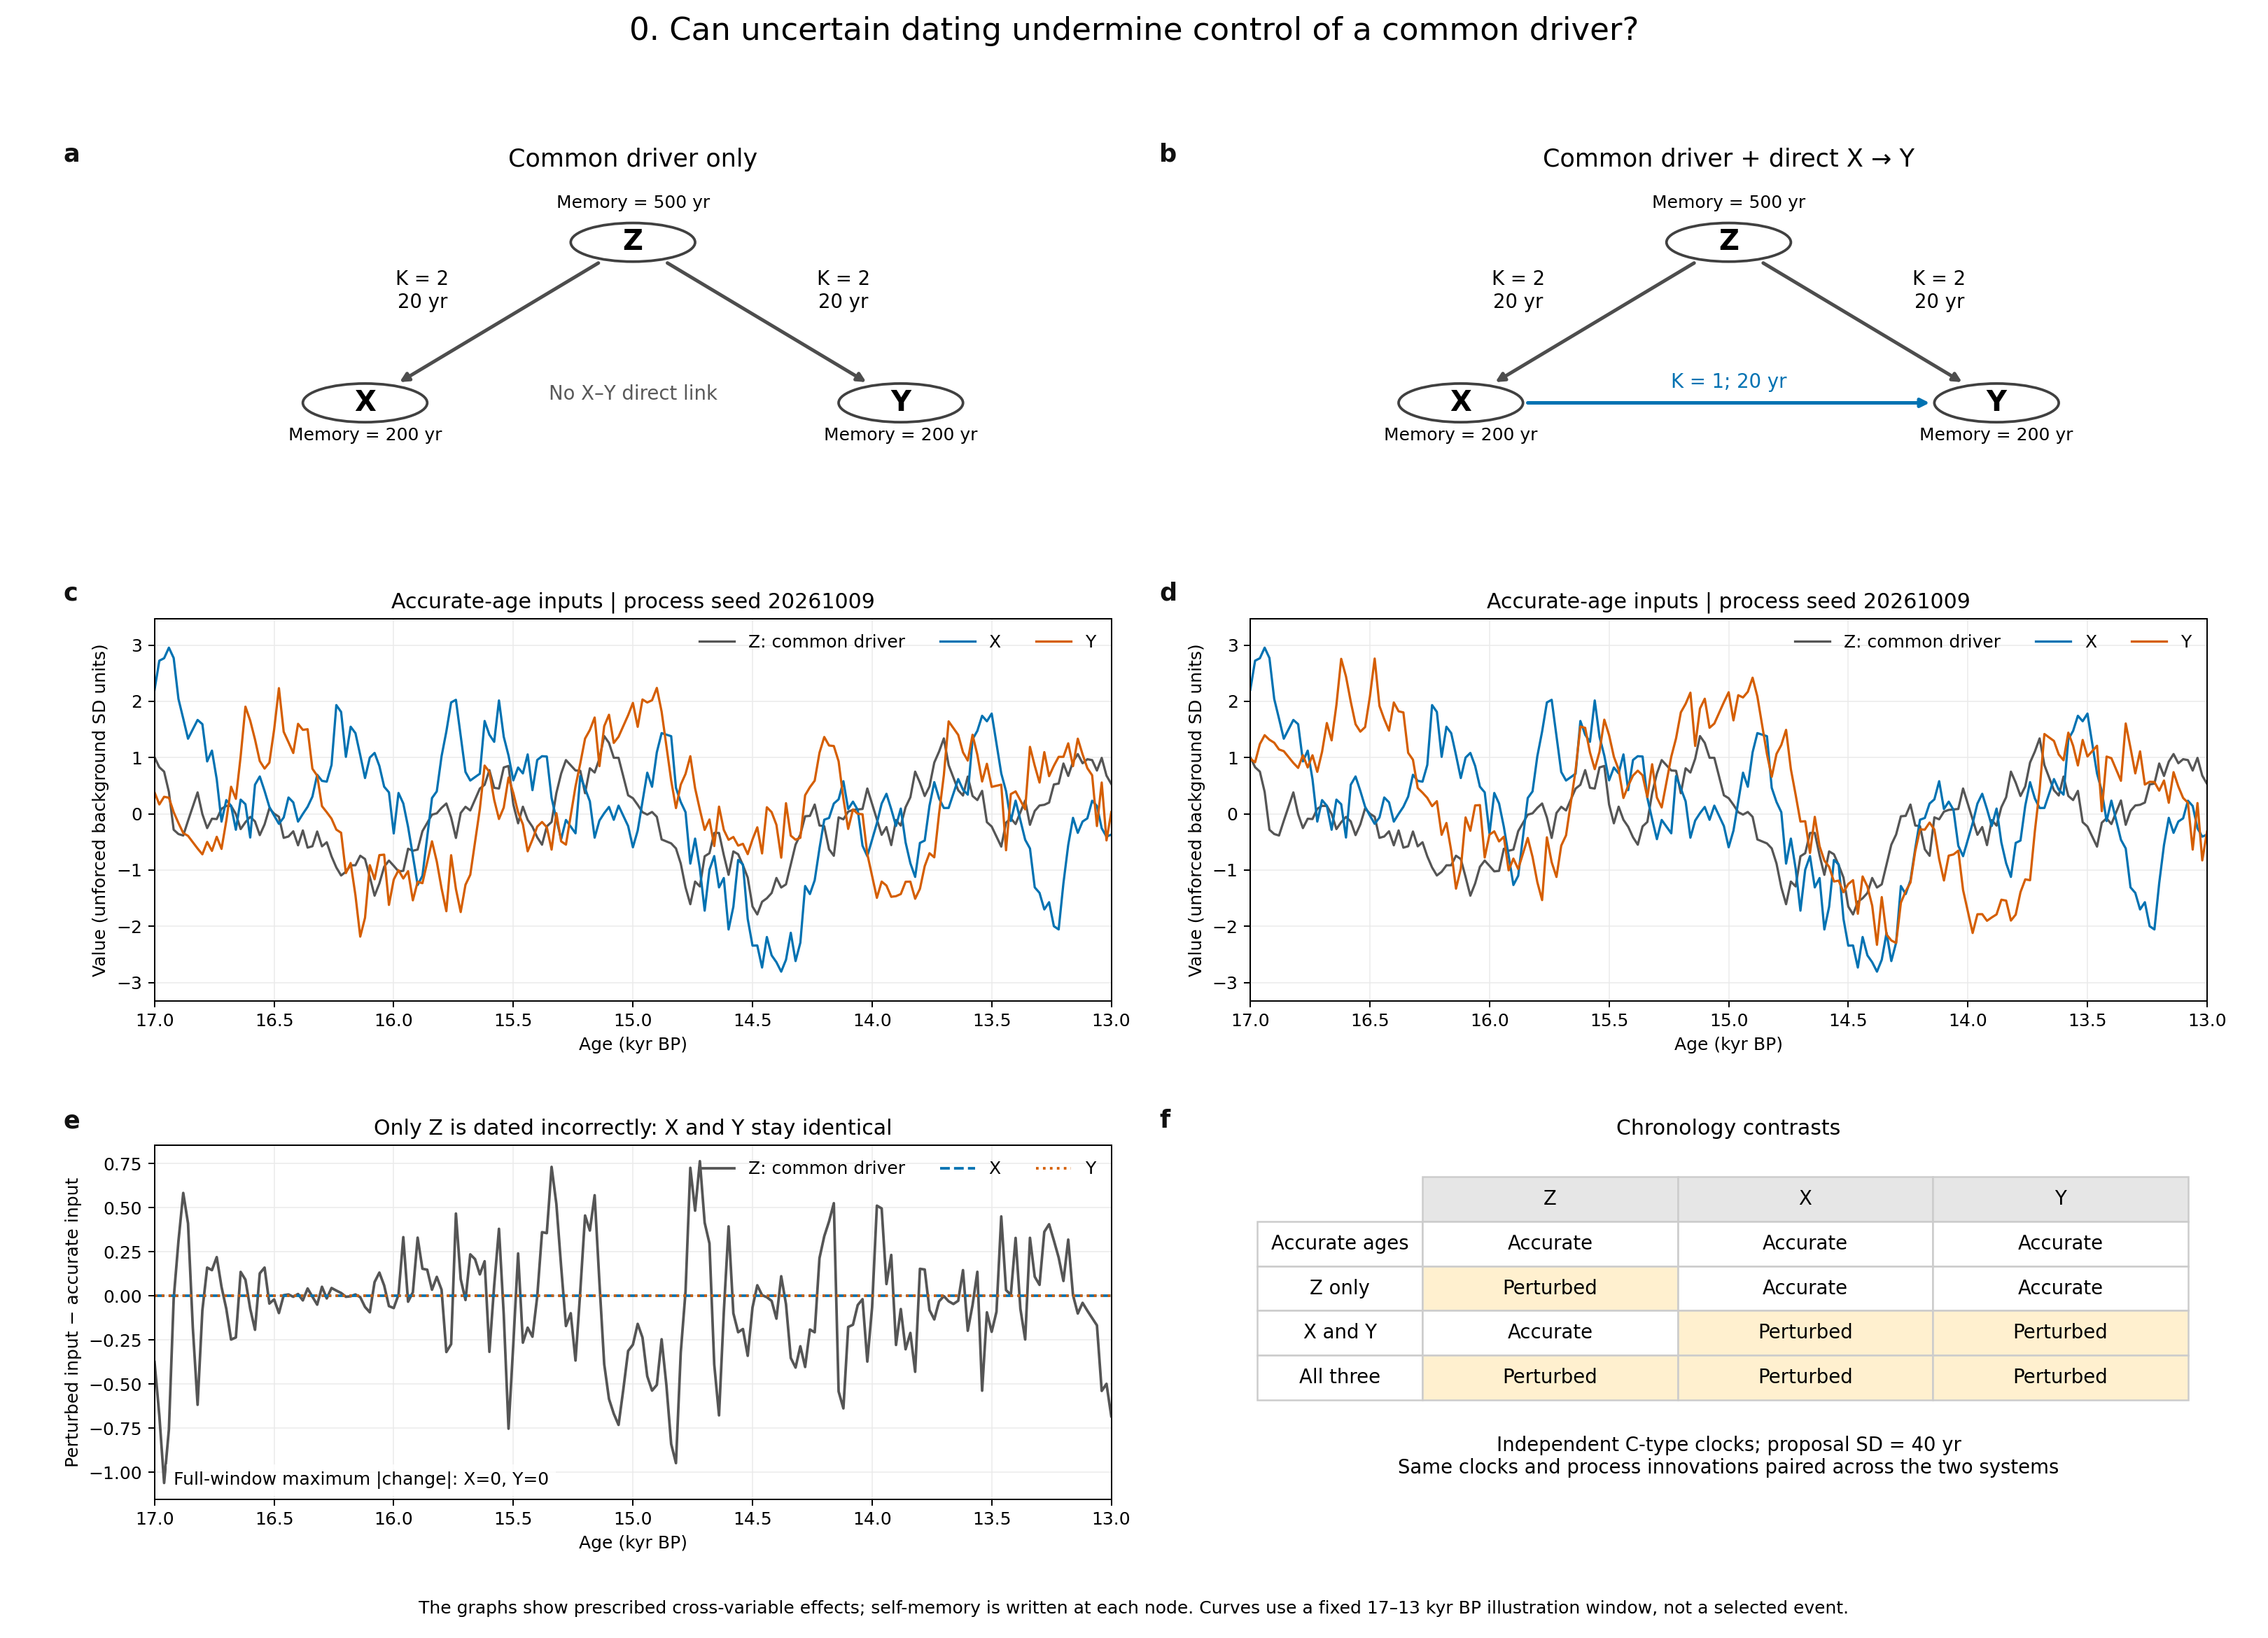 0. Can uncertain dating undermine control of a common driver?
a
Common driver only
Memory = 500 yr
Z
K = 2
20 yr
K = 2
20 yr
No X–Y direct link
X
Y
Memory = 200 yr
Memory = 200 yr
b
Common driver + direct X → Y
Memory = 500 yr
Z
K = 2
20 yr
K = 2
20 yr
K = 1; 20 yr
X
Y
Memory = 200 yr
Memory = 200 yr
c
Accurate-age inputs | process seed 20261009
Z: common driver
X
Y
Value (unforced background SD units)
3
2
1
0
−1
−2
−3
17.0
16.5
16.0
15.5
15.0
14.5
14.0
13.5
13.0
Age (kyr BP)
d
Accurate-age inputs | process seed 20261009
Z: common driver
X
Y
Value (unforced background SD units)
3
2
1
0
−1
−2
−3
17.0
16.5
16.0
15.5
15.0
14.5
14.0
13.5
13.0
Age (kyr BP)
e
Only Z is dated incorrectly: X and Y stay identical
Z: common driver
X
Y
Perturbed input − accurate input
0.75
0.50
0.25
0.00
−0.25
−0.50
−0.75
−1.00
Full-window maximum |change|: X=0, Y=0
17.0
16.5
16.0
15.5
15.0
14.5
14.0
13.5
13.0
Age (kyr BP)
f
Chronology contrasts
Z X Y
Accurate ages Accurate Accurate Accurate
Z only Perturbed Accurate Accurate
X and Y Accurate Perturbed Perturbed
All three Perturbed Perturbed Perturbed
Independent C-type clocks; proposal SD = 40 yr
Same clocks and process innovations paired across the two systems
The graphs show prescribed cross-variable effects; self-memory is written at each node. Curves use a fixed 17–13 kyr BP illustration window, not a selected event.